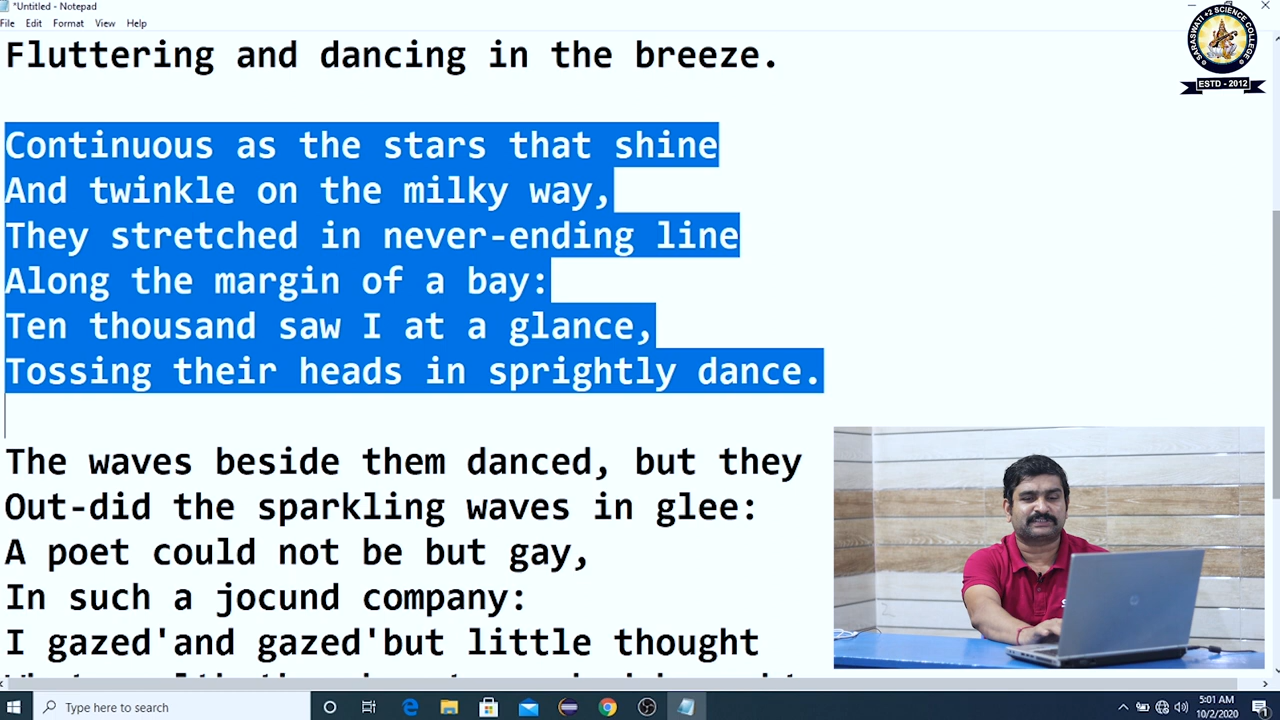 *Untitled - Notepad
File Edit Format View Help
Fluttering and dancing in the breeze.
Continuous as the stars that shine
And twinkle on the milky way,
They stretched in never-ending line
Along the margin of a bay:
Ten thousand saw I at a glance,
Tossing their heads in sprightly dance.
The waves beside them danced, but they
Out-did the sparkling waves in glee:
A poet could not be but gay,
In such a jocund company:
I gazed'and gazed'but little thought
SARASWATI +2 SCIENCE COLLEGE
ESTD - 2012
Type here to search
5:01 AM
10/2/2020